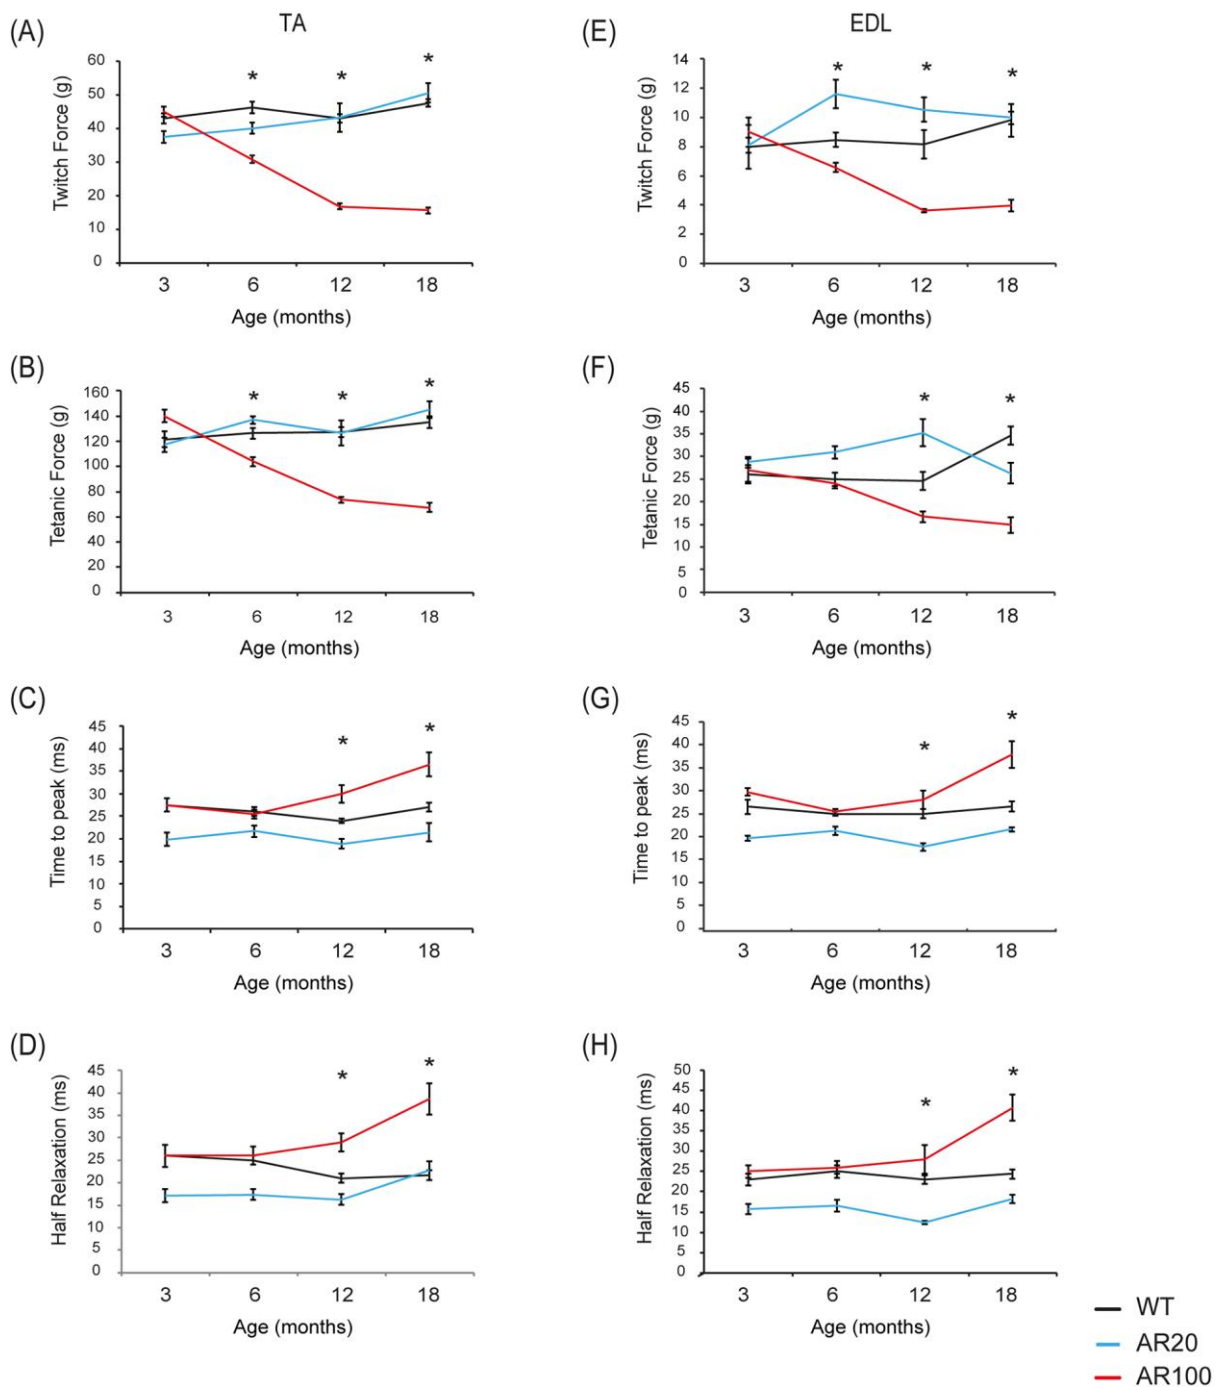 TA
(A)
Twitch Force (g)
60
50
40
30
20
10
0
* * *
3 6 12 18
Age (months)
(B)
Tetanic Force (g)
160
140
120
100
80
60
40
20
0
* * *
3 6 12 18
Age (months)
(C)
Time to peak (ms)
45
40
35
30
25
20
15
10
5
0
* *
3 6 12 18
Age (months)
(D)
Half Relaxation (ms)
45
40
35
30
25
20
15
10
5
0
* *
3 6 12 18
Age (months)
EDL
(E)
Twitch Force (g)
14
12
10
8
6
4
2
0
* * *
3 6 12 18
Age (months)
(F)
Tetanic Force (g)
45
40
35
30
25
20
15
10
5
0
* *
3 6 12 18
Age (months)
(G)
Time to peak (ms)
45
40
35
30
25
20
15
10
5
0
* *
3 6 12 18
Age (months)
(H)
Half Relaxation (ms)
50
45
40
35
30
25
20
15
10
5
0
* *
3 6 12 18
Age (months)
WT
AR20
AR100